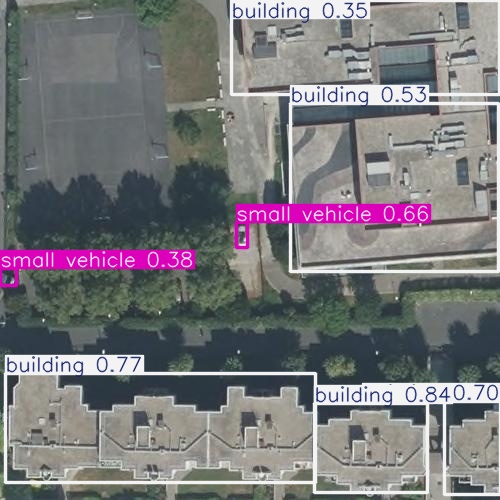 building 0.35
building 0.53
small vehicle 0.66
small vehicle 0.38
building 0.77
building 0.84
0.70